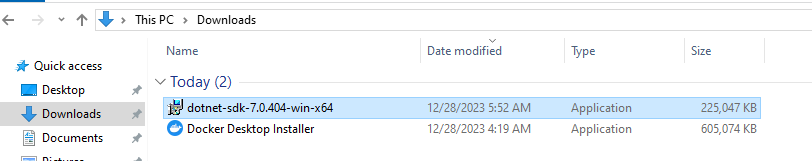 This PC > Downloads
Name Date modified Type Size
Quick access
Today (2)
Desktop
dotnet-sdk-7.0.404-win-x64 12/28/2023 5:52 AM Application 225,047 KB
Downloads
Docker Desktop Installer 12/28/2023 4:19 AM Application 605,074 KB
Documents
Pictures